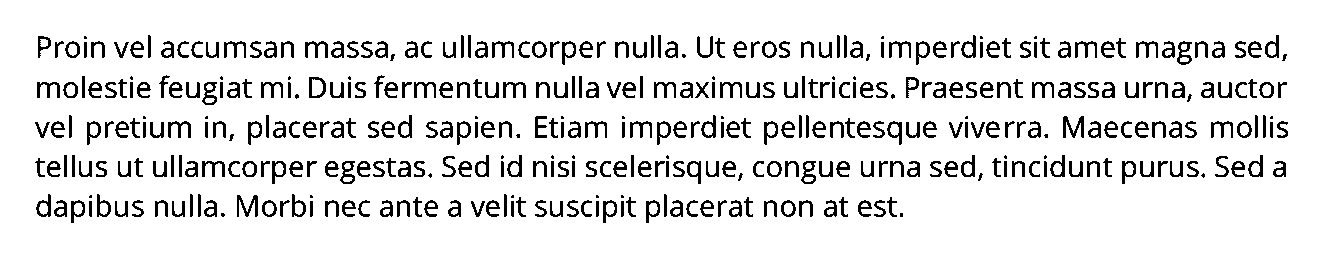 Proin vel accumsan massa, ac ullamcorper nulla. Ut eros nulla, imperdiet sit amet magna sed,
molestie feugiat mi. Duis fermentum nulla vel maximus ultricies. Praesent massa urna, auctor
vel pretium in, placerat sed sapien. Etiam imperdiet pellentesque viverra. Maecenas mollis
tellus ut ullamcorper egestas. Sed id nisi scelerisque, congue urna sed, tincidunt purus. Sed a
dapibus nulla. Morbi nec ante a velit suscipit placerat non at est.